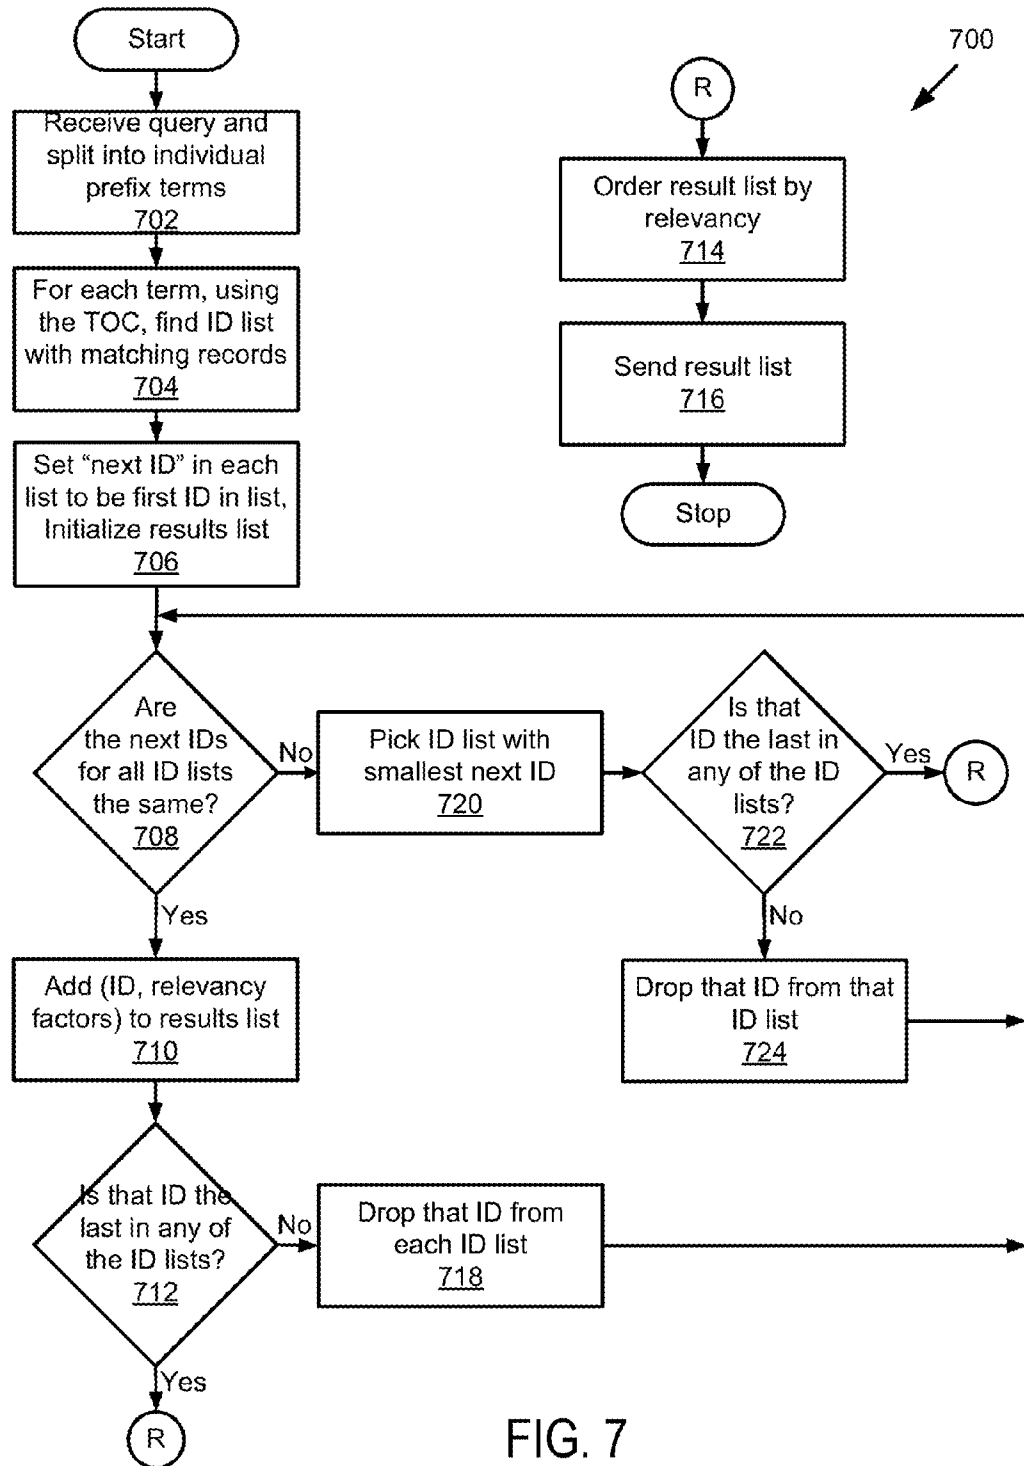 Start
Receive query and
split into individual
prefix terms
702
For each term, using
the TOC, find ID list
with matching records
704
Set “next ID” in each
list to be first ID in list,
Initialize results list
706
700
R
Order result list by
relevancy
714
Send result list
716
Stop
Are
the next IDs
for all ID lists
the same?
708
No
Pick ID list with
smallest next ID
720
Is that
ID the last in
any of the ID
lists?
722
Yes
R
Yes
No
Add (ID, relevancy
factors) to results list
710
Drop that ID from that
ID list
724
Is that ID the
last in any of
the ID lists?
712
No
Drop that ID from
each ID list
718
Yes
R
FIG. 7